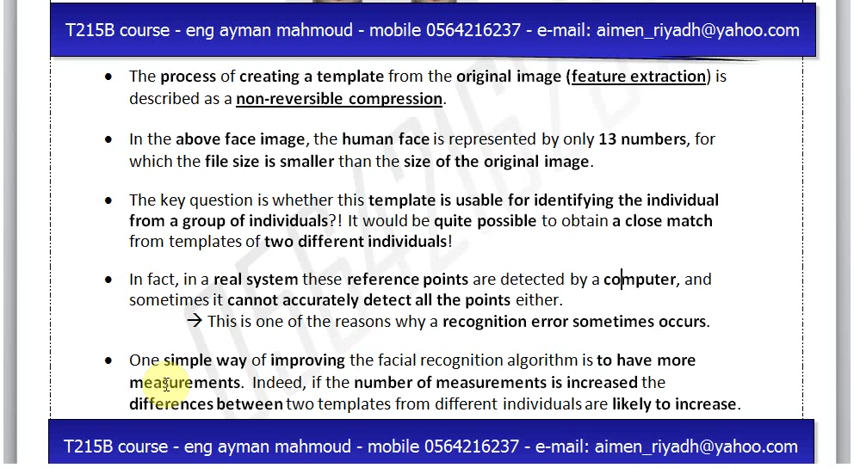 T215B course - eng ayman mahmoud - mobile 0564216237 - e-mail: aimen_riyadh@yahoo.com
• The process of creating a template from the original image (feature extraction) is
described as a non-reversible compression.
• In the above face image, the human face is represented by only 13 numbers, for
which the file size is smaller than the size of the original image.
• The key question is whether this template is usable for identifying the individual
from a group of individuals?! It would be quite possible to obtain a close match
from templates of two different individuals!
• In fact, in a real system these reference points are detected by a computer, and
sometimes it cannot accurately detect all the points either.
→ This is one of the reasons why a recognition error sometimes occurs.
• One simple way of improving the facial recognition algorithm is to have more
measurements. Indeed, if the number of measurements is increased the
differences between two templates from different individuals are likely to increase.
T215B course - eng ayman mahmoud - mobile 0564216237 - e-mail: aimen_riyadh@yahoo.com
0564216237